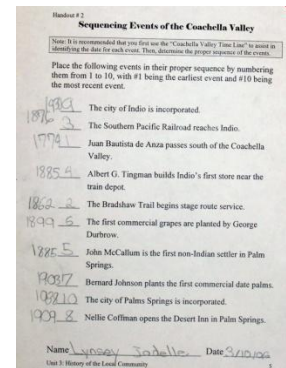 Handout # 2
Sequencing Events of the Coachella Valley
Note: It is recommended that you first use the "Coachella Valley Time Line" to assist in
identifying the date for each event. Then, determine the proper sequence of the events.
Place the following events in their proper sequence by numbering
them from 1 to 10, with #1 being the earliest event and #10 being
the most recent event.
The city of Indio is incorporated.
1876 3 The Southern Pacific Railroad reaches Indio.
1774 1 Juan Bautista de Anza passes south of the Coachella
Valley.
1885 4 Albert G. Tingman builds Indio's first store near the
train depot.
1862 2 The Bradshaw Trail begins stage route service.
1899 6 The first commercial grapes are planted by George
Durbrow.
1885 5 John McCallum is the first non-Indian settler in Palm
Springs.
7 Bernard Johnson plants the first commercial date palms.
10 The city of Palms Springs is incorporated.
1909 8 Nellie Coffman opens the Desert Inn in Palm Springs.
Name Lynsey Date 3/10/06
Unit 3: History of the Local Community